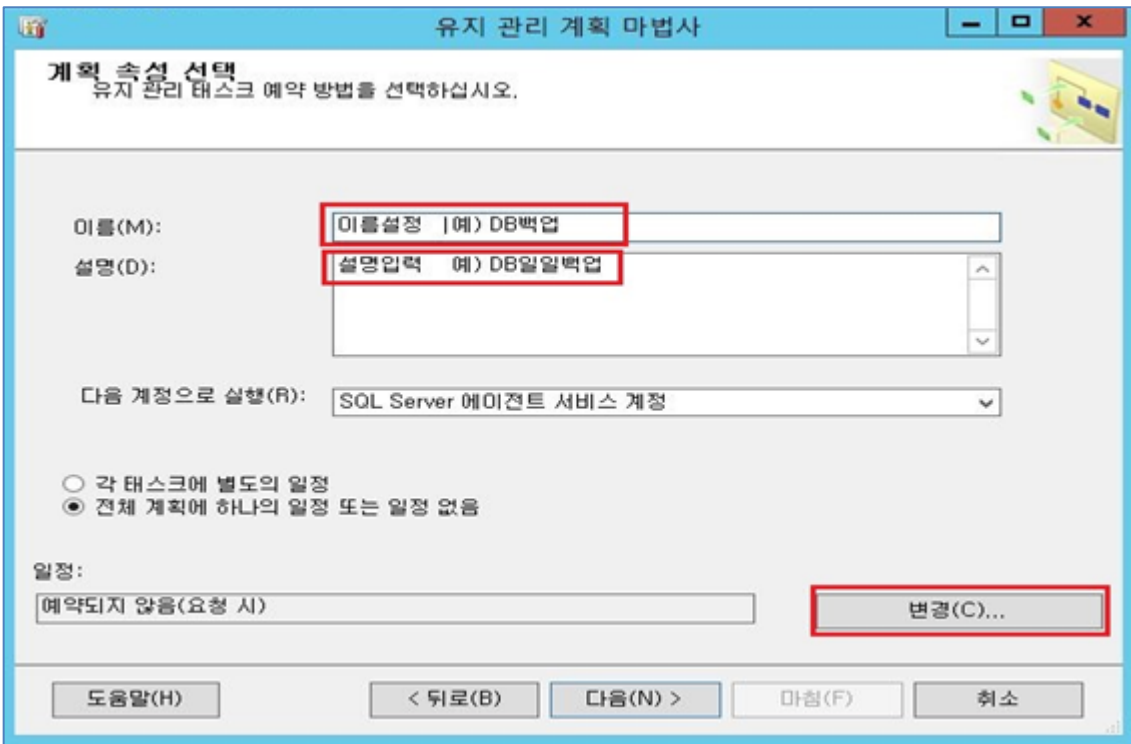 유지 관리 계획 마법사
계획 속성 선택
유지 관리 태스크 예약 방법을 선택하십시오.
이름(M):
이름설정 |예) DB백업
설명(D):
설명입력 예) DB일일백업
다음 계정으로 실행(R):
SQL Server 에이전트 서비스 계정
각 태스크에 별도의 일정
전체 계획에 하나의 일정 또는 일정 없음
일정:
예약되지 않음(요청 시)
변경(C)...
도움말(H)
< 뒤로(B)
다음(N) >
마침(F)
취소